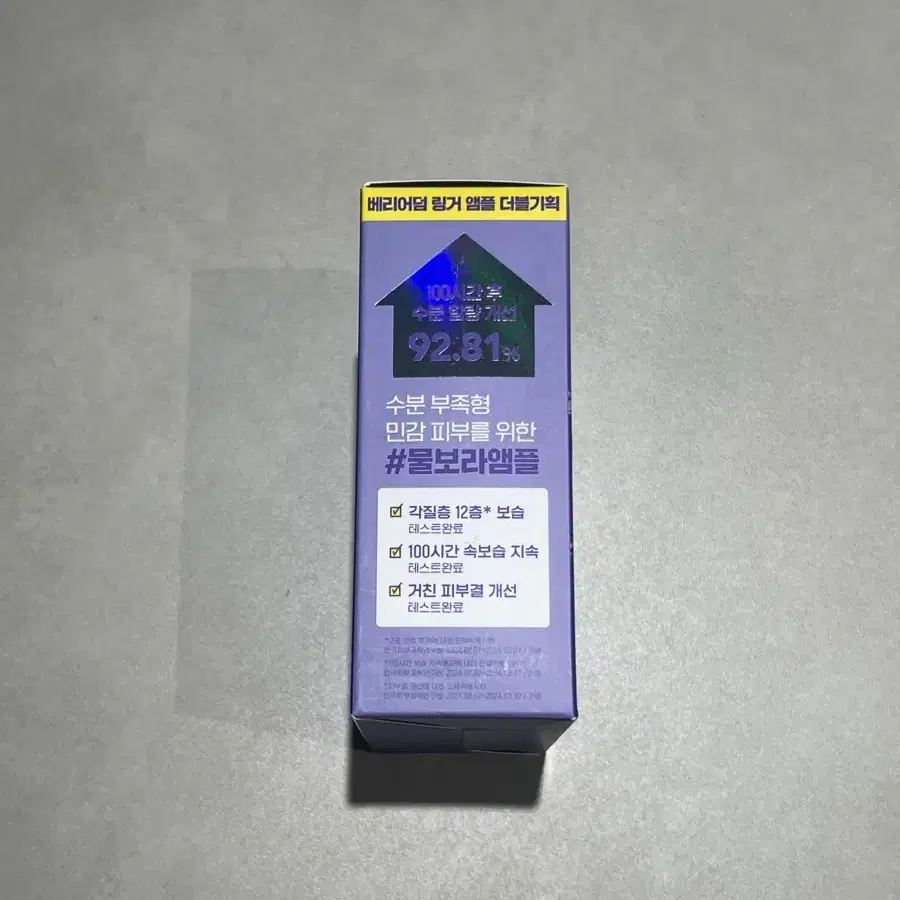 베리어덤 링거 앰플 더블기획
100시간 후
수분 함량 개선
92.81%
수분 부족형
민감 피부를 위한
#물보라앰플
각질층 12층* 보습
테스트완료
100시간 속보습 지속
테스트완료
거친 피부결 개선
테스트완료